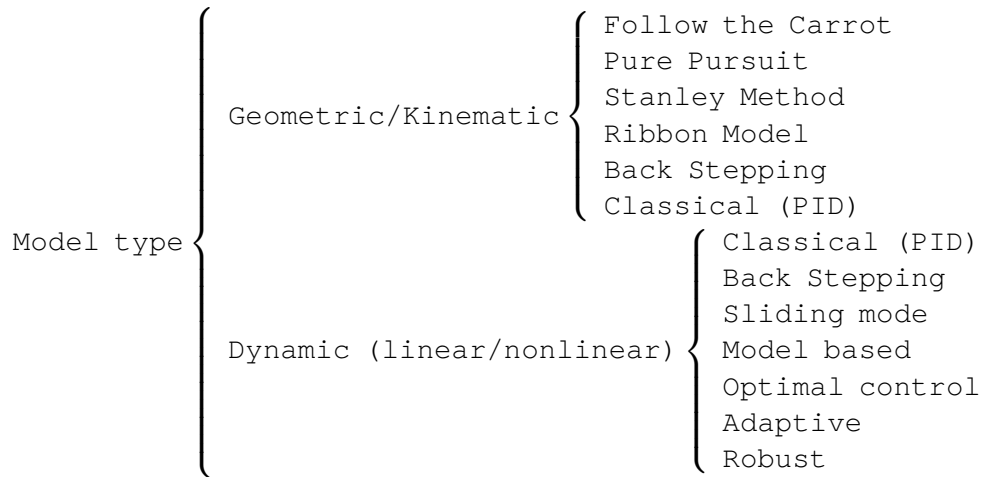 Model type
Geometric/Kinematic
Follow the Carrot
Pure Pursuit
Stanley Method
Ribbon Model
Back Stepping
Classical (PID)
Dynamic (linear/nonlinear)
Classical (PID)
Back Stepping
Sliding mode
Model based
Optimal control
Adaptive
Robust